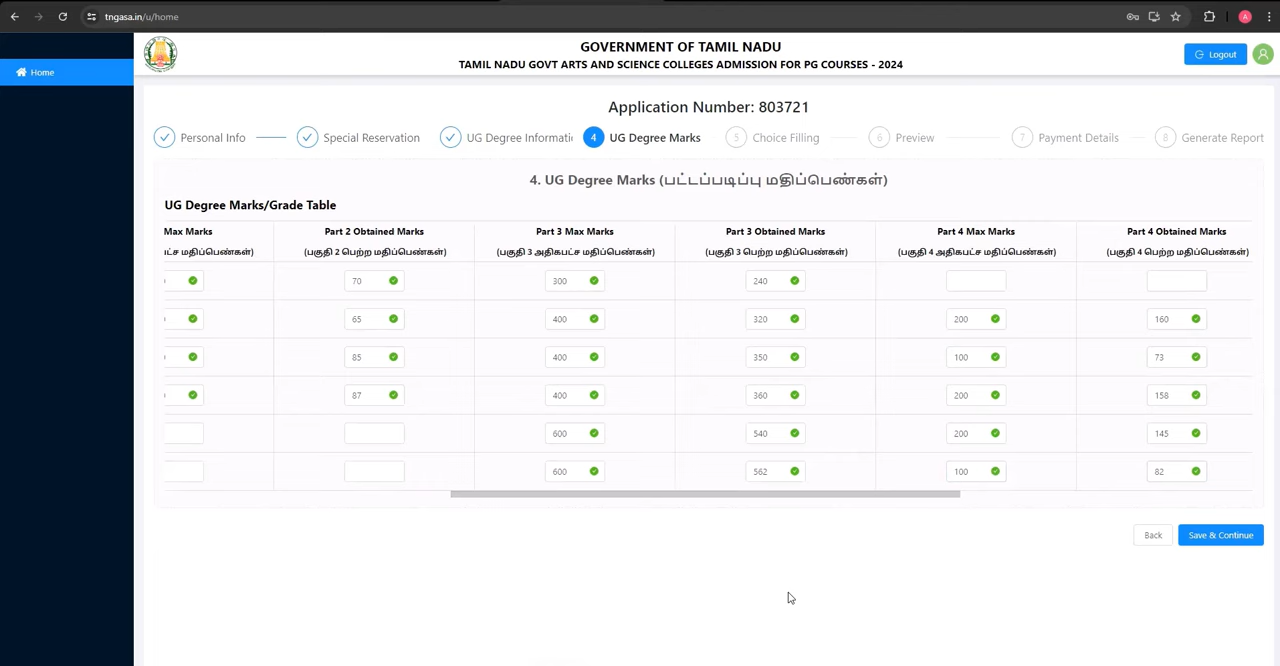 tngasa.in/u/home
A
Home
GOVERNMENT OF TAMIL NADU
TAMIL NADU GOVT ARTS AND SCIENCE COLLEGES ADMISSION FOR PG COURSES - 2024
Logout
Application Number: 803721
Personal Info
Special Reservation
UG Degree Informati
4 UG Degree Marks
5 Choice Filling
6 Preview
7 Payment Details
8 Generate Report
4. UG Degree Marks (பட்டப்படிப்பு மதிப்பெண்கள்)
UG Degree Marks/Grade Table
Max Marks Part 2 Obtained Marks Part 3 Max Marks Part 3 Obtained Marks Part 4 Max Marks Part 4 Obtained Marks
மதிப்பெண்கள்) (பகுதி 2 பெற்ற மதிப்பெண்கள்) (பகுதி 3 அதிகபட்ச மதிப்பெண்கள்) (பகுதி 3 பெற்ற மதிப்பெண்கள்) (பகுதி 4 அதிகபட்ச மதிப்பெண்கள்) (பகுதி 4 பெற்ற மதிப்பெண்கள்)
70 300 240
65 400 320 200 160
85 400 350 100 73
87 400 360 200 158
600 540 200 145
600 562 100 82
Back
Save & Continue